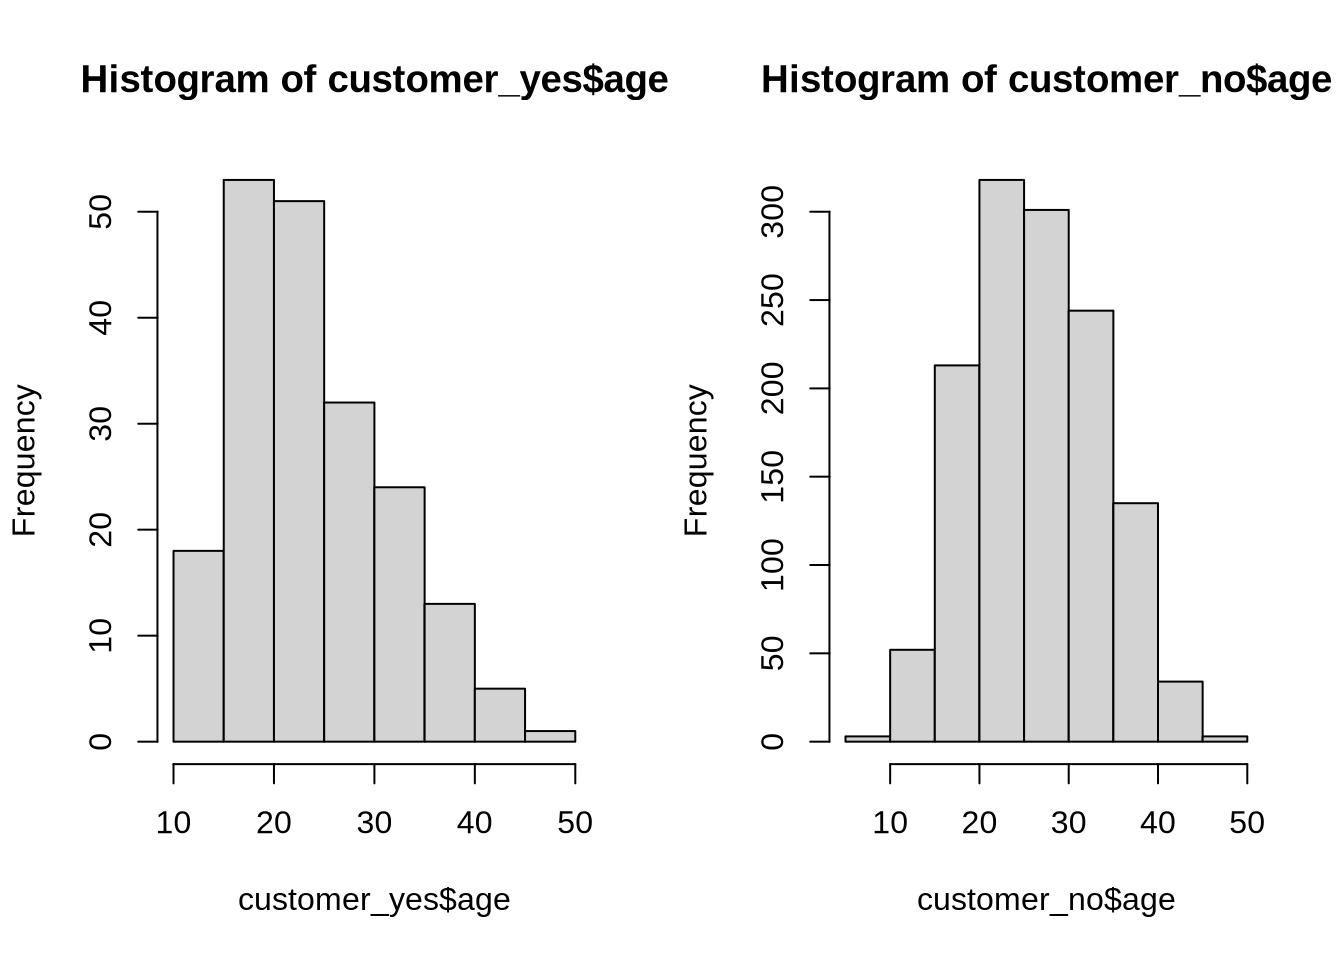 Histogram of customer_yes$age
Frequency
50
40
30
20
10
0
10 20 30 40 50
customer_yes$age
Histogram of customer_no$age
Frequency
300
250
200
150
100
50
0
10 20 30 40 50
customer_no$age